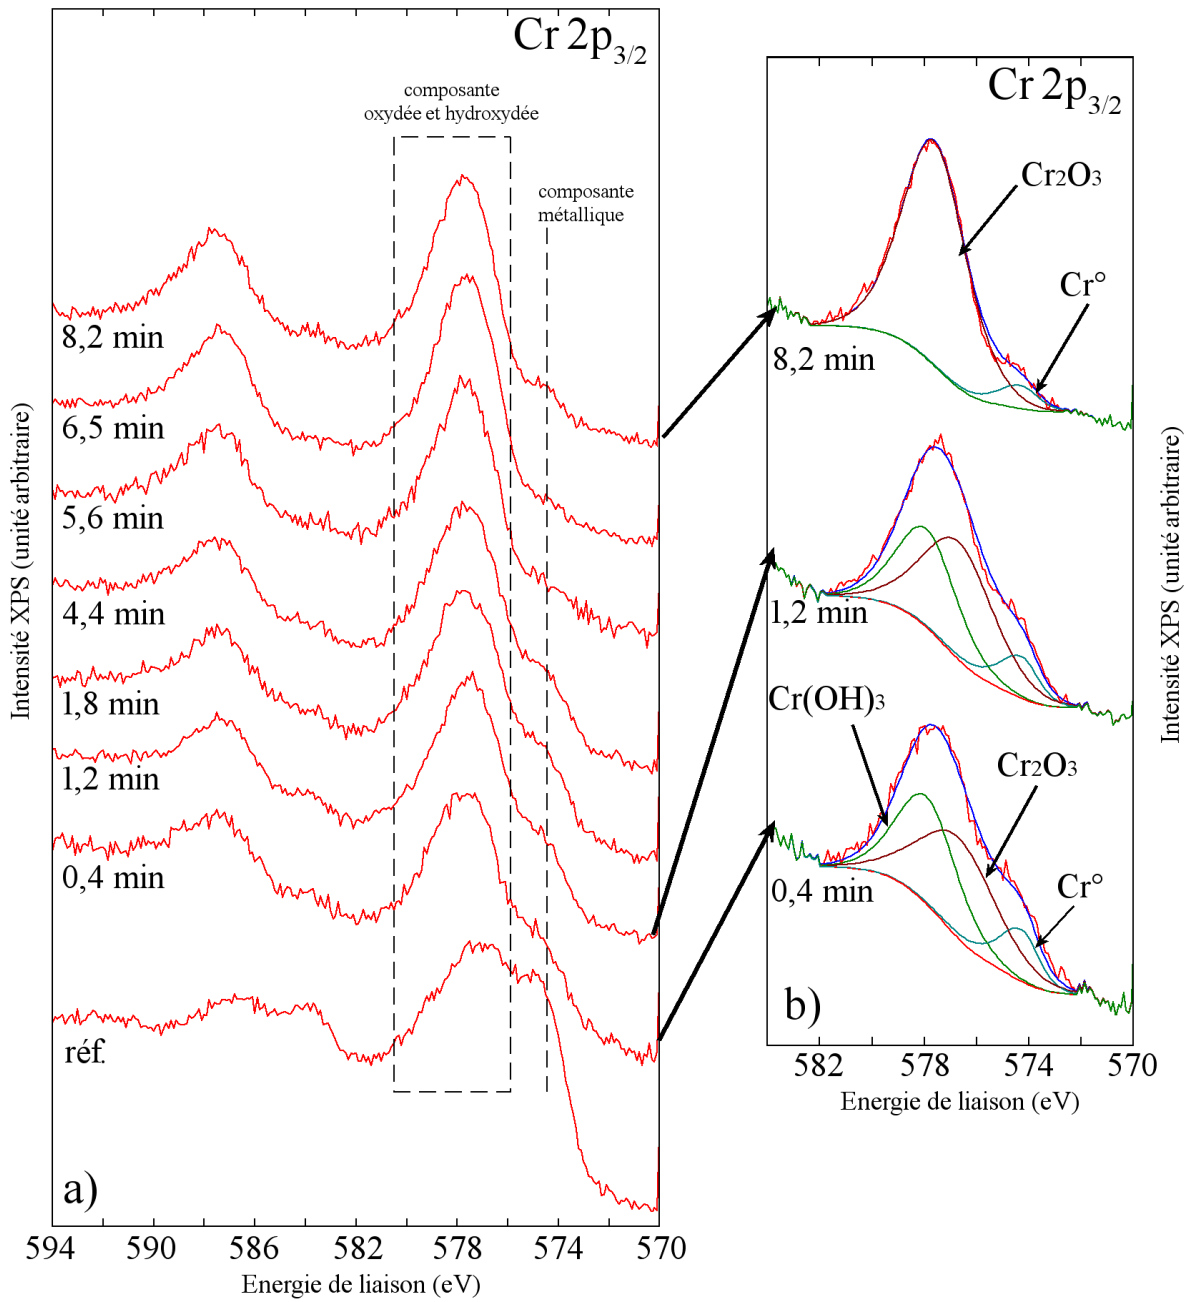 Cr 2p3/2
composante
oxydée et hydroxydée
composante
métallique
8,2 min
6,5 min
5,6 min
4,4 min
1,8 min
1,2 min
0,4 min
réf.
a)
594 590 586 582 578 574 570
Energie de liaison (eV)
Intensité XPS (unité arbitraire)
Cr 2p3/2
Cr2O3
Cr°
8,2 min
1,2 min
Cr(OH)3
Cr2O3
Cr°
0,4 min
b)
582 578 574 570
Energie de liaison (eV)
Intensité XPS (unité arbitraire)